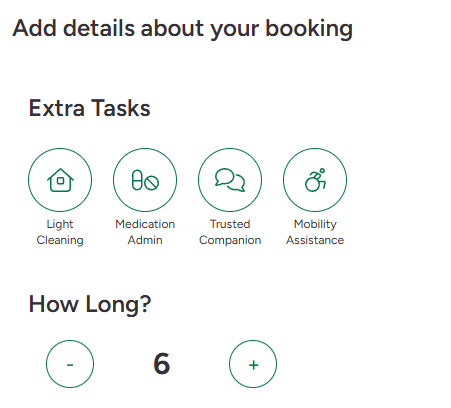 Add details about your booking
Extra Tasks
Light
Cleaning
Medication
Admin
Trusted
Companion
Mobility
Assistance
How Long?
- 6 +